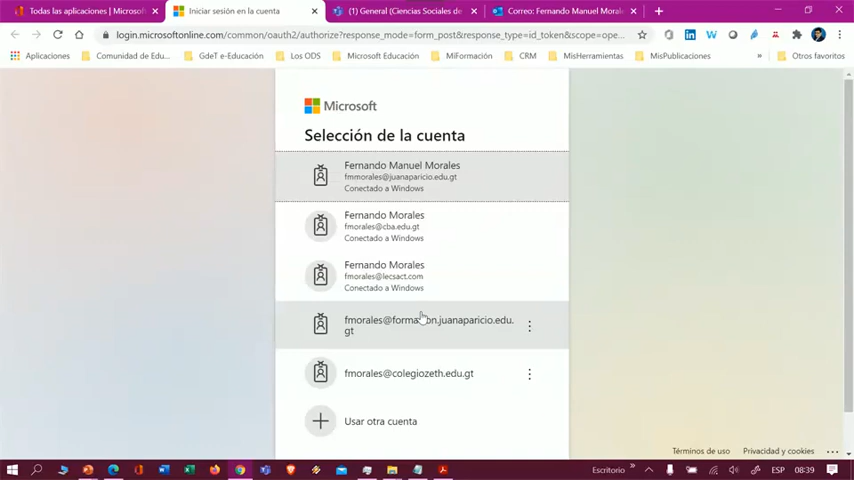 Todas las aplicaciones | Microsof
Iniciar sesión en la cuenta
(1) General (Ciencias Sociales de
Correo: Fernando Manuel Morale
login.microsoftonline.com/common/oauth2/authorize?response_mode=form_post&response_type=id_token&scope=ope...
Aplicaciones
Comunidad de Edu...
GdeT e-Educación
Los ODS
Microsoft Educación
MiFormación
CRM
MisHerramientas
MisPublicaciones
»
Otros favoritos
Microsoft
Selección de la cuenta
Fernando Manuel Morales
fmmorales@juanaparicio.edu.gt
Conectado a Windows
Fernando Morales
fmorales@cba.edu.gt
Conectado a Windows
Fernando Morales
fmorales@lecsact.com
Conectado a Windows
fmorales@formacion.juanaparicio.edu.
gt
fmorales@colegiozeth.edu.gt
Usar otra cuenta
Términos de uso
Privacidad y cookies
...
Escritorio
»
ESP
08:39